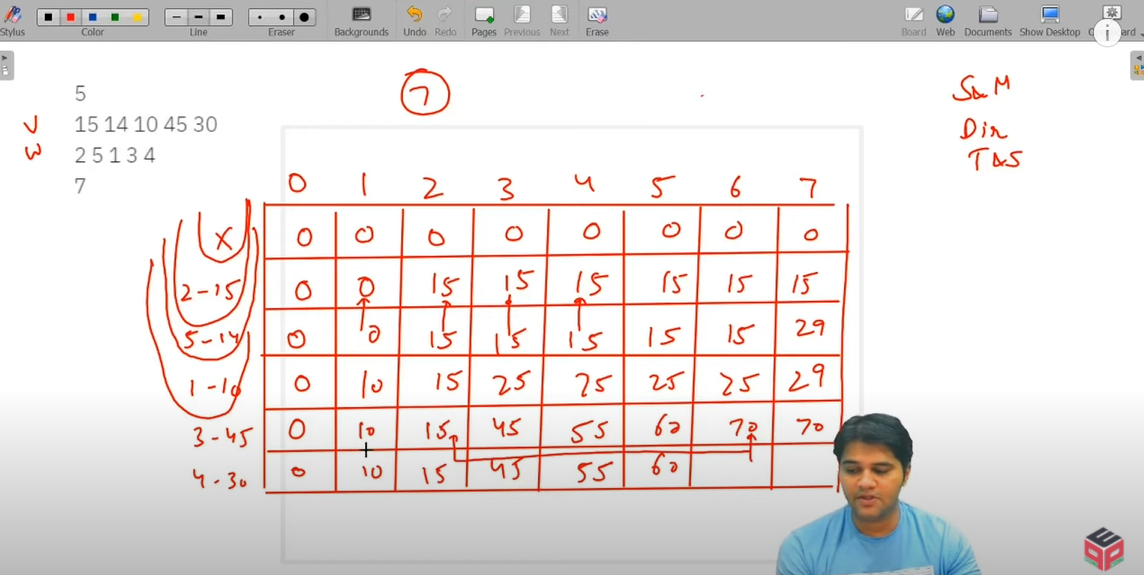 Stylus Color Line Eraser Backgrounds Undo Redo Pages Previous Next Erase Board Web Documents Show Desktop
5
V 15 14 10 45 30
W 2 5 1 3 4
7
7
SUM
Dir
0 1 2 3 4 5 6 7
X 0 0 0 0 0 0 0 0
2-15 0 0 15 15 15 15 15 15
5-14 0 0 15 15 15 15 15 29
1-10 0 10 15 25 25 25 25 29
3-45 0 10 15 45 55 60 70 70
4-30 0 10 15 45 55 60